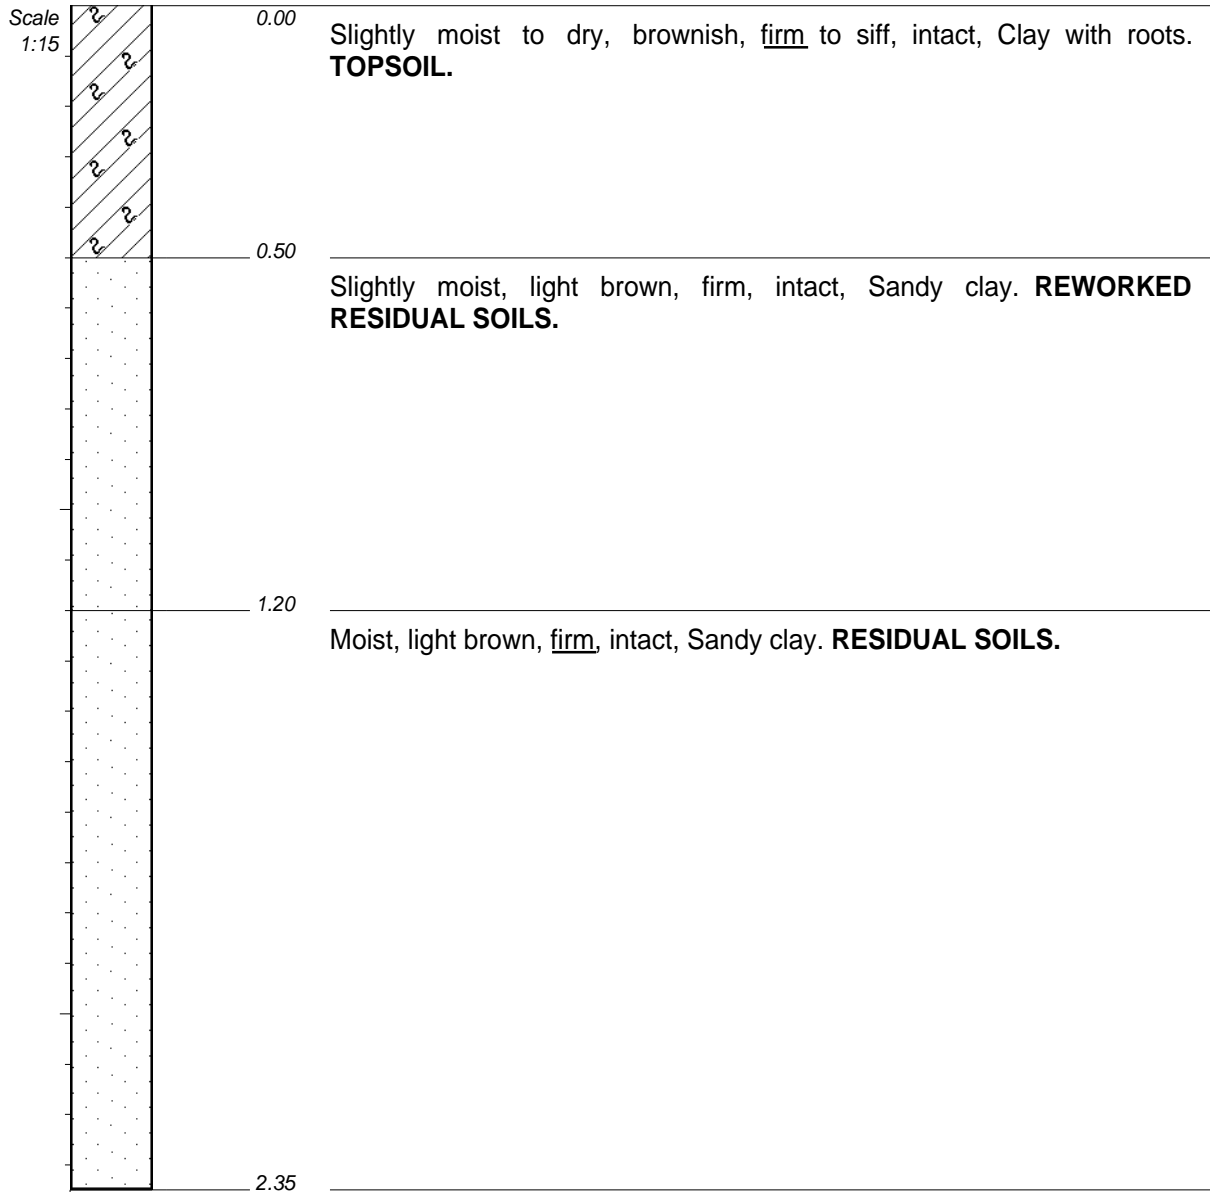 Scale
1:15
0.00
Slightly moist to dry, brownish, firm to siff, intact, Clay with roots.
TOPSOIL.
0.50
Slightly moist, light brown, firm, intact, Sandy clay. REWORKED
RESIDUAL SOILS.
1.20
Moist, light brown, firm, intact, Sandy clay. RESIDUAL SOILS.
2.35